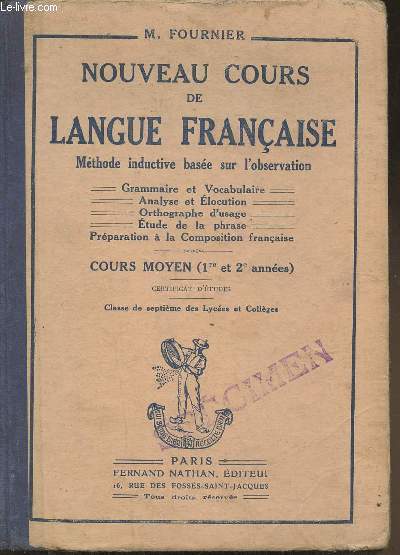 Le-livre.com
M. FOURNIER
NOUVEAU COURS
DE
LANGUE FRANÇAISE
Méthode inductive basée sur l'observation
Grammaire et Vocabulaire
Analyse et Élocution
Orthographe d'usage
Étude de la phrase
Préparation à la Composition française
COURS MOYEN (1re et 2e années)
CERTIFICAT D'ÉTUDES
Classe de septième des Lycées et Collèges
SPECIMEN
PARIS
FERNAND NATHAN, ÉDITEUR
16, RUE DES FOSSÉS-SAINT-JACQUES
Tous droits réservés